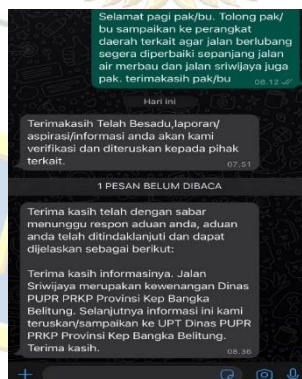 Selamat pagi pak/bu. Tolong pak/
bu sampaikan ke perangkat
daerah terkait agar jalan berlubang
segera diperbaiki sepanjang jalan
air merbau dan jalan sriwijaya juga
pak. terimakasih pak/bu
08.12
Hari ini
Terimakasih Telah Besadu,laporan/
aspirasi/informasi anda akan kami
verifikasi dan diteruskan kepada pihak
terkait.
07.51
1 PESAN BELUM DIBACA
Terima kasih telah dengan sabar
menunggu respon aduan anda, aduan
anda telah ditindaklanjuti dan dapat
dijelaskan sebagai berikut:
Terima kasih informasinya. Jalan
Sriwijaya merupakan kewenangan Dinas
PUPR PRKP Provinsi Kep Bangka
Belitung. Selanjutnya informasi ini kami
teruskan/sampaikan ke UPT Dinas PUPR
PRKP Provinsi Kep Bangka Belitung.
Terima kasih.
08.36